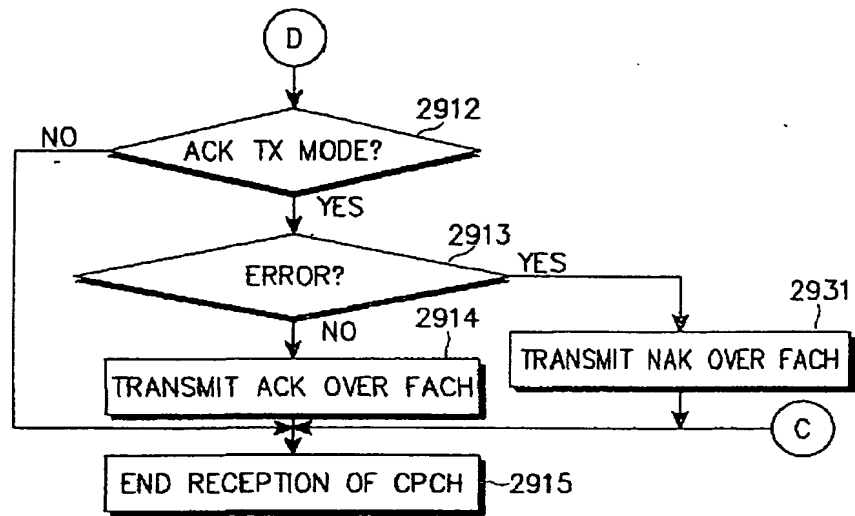 D
2912
NO
ACK TX MODE?
YES
2913
ERROR?
YES
NO
2914
2931
TRANSMIT ACK OVER FACH
TRANSMIT NAK OVER FACH
C
END RECEPTION OF CPCH
2915